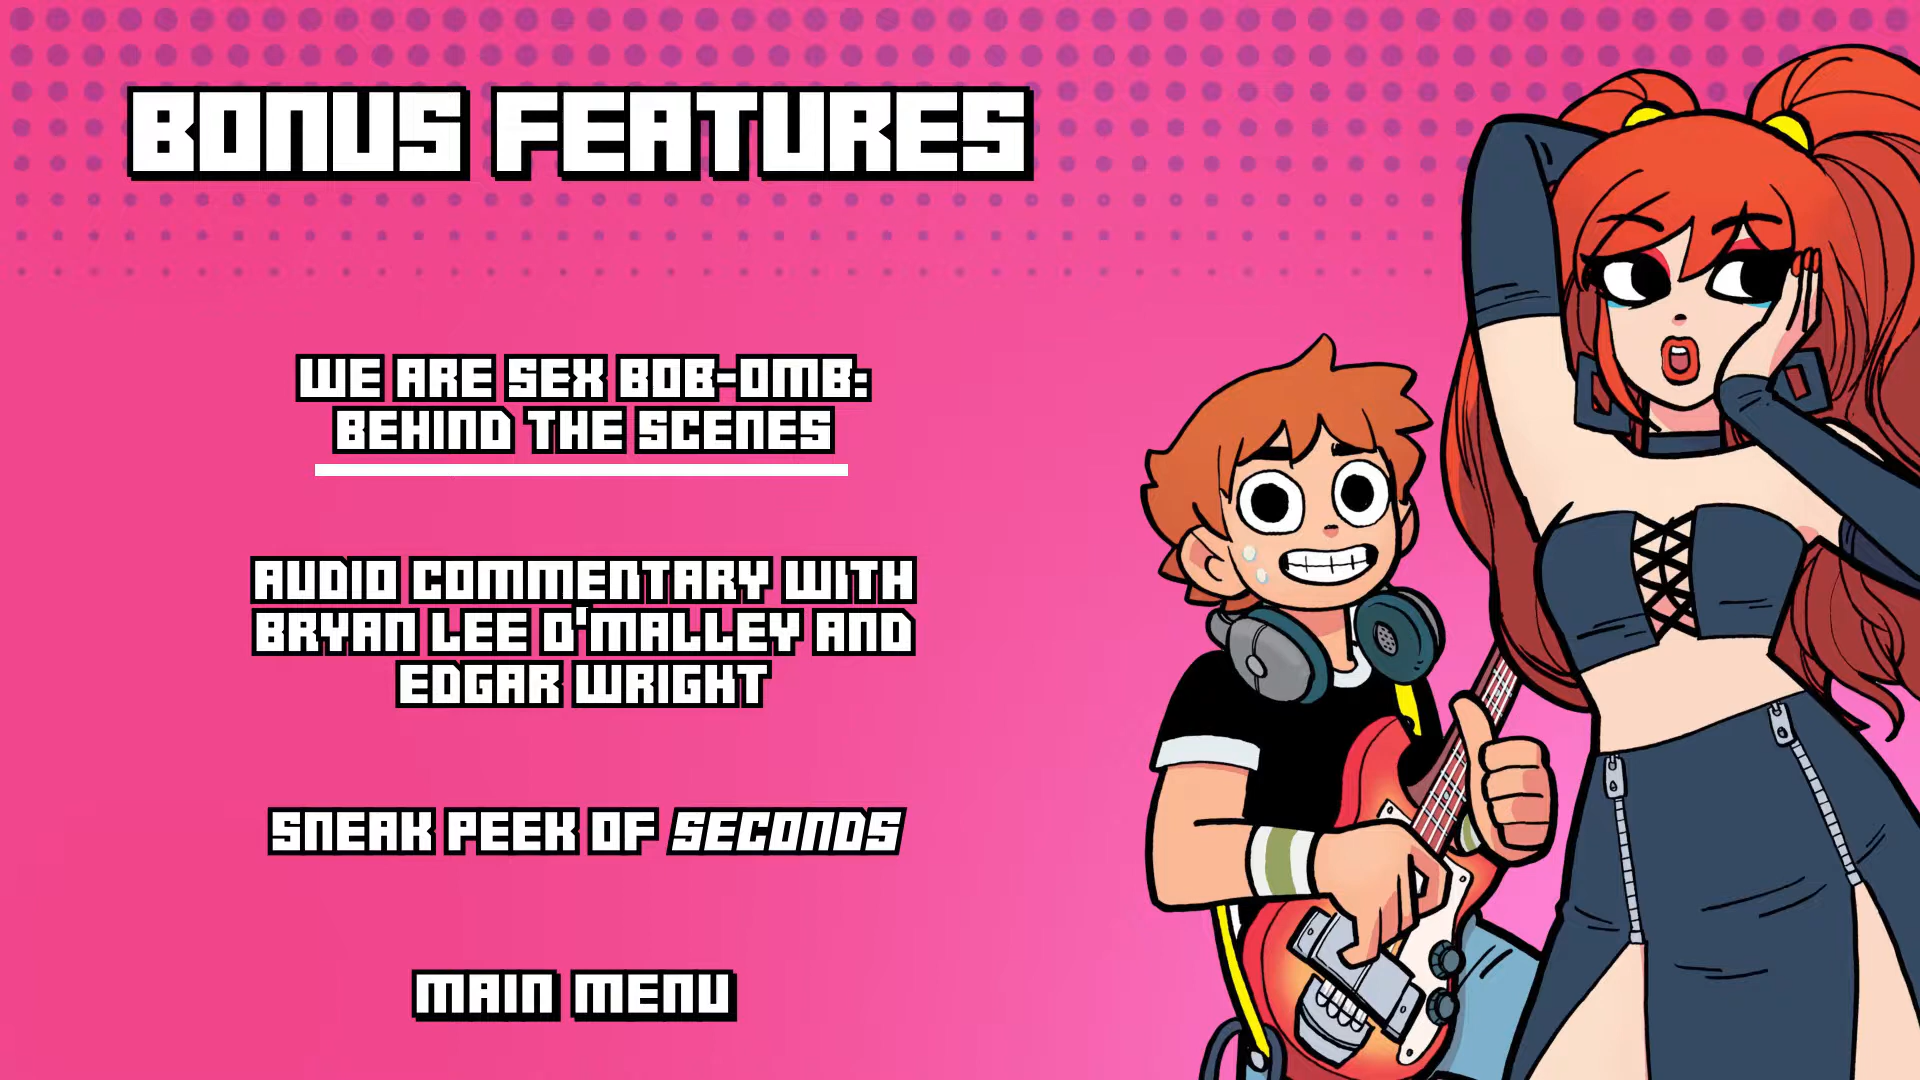 BONUS FEATURES
WE ARE SEX BOB-OMB:
BEHIND THE SCENES
AUDIO COMMENTARY WITH
BRYAN LEE O'MALLEY AND
EDGAR WRIGHT
SNEAK PEEK OF SECONDS
MAIN MENU